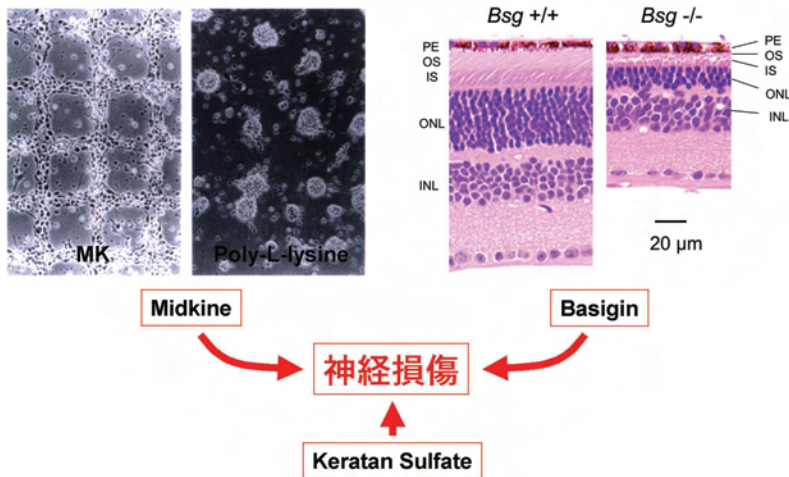 Bsg +/+
Bsg -/-
PE
OS
IS
ONL
INL
PE
OS
IS
ONL
INL
20 µm
MK
Poly-L-lysine
Midkine
Basigin
神経損傷
Keratan Sulfate